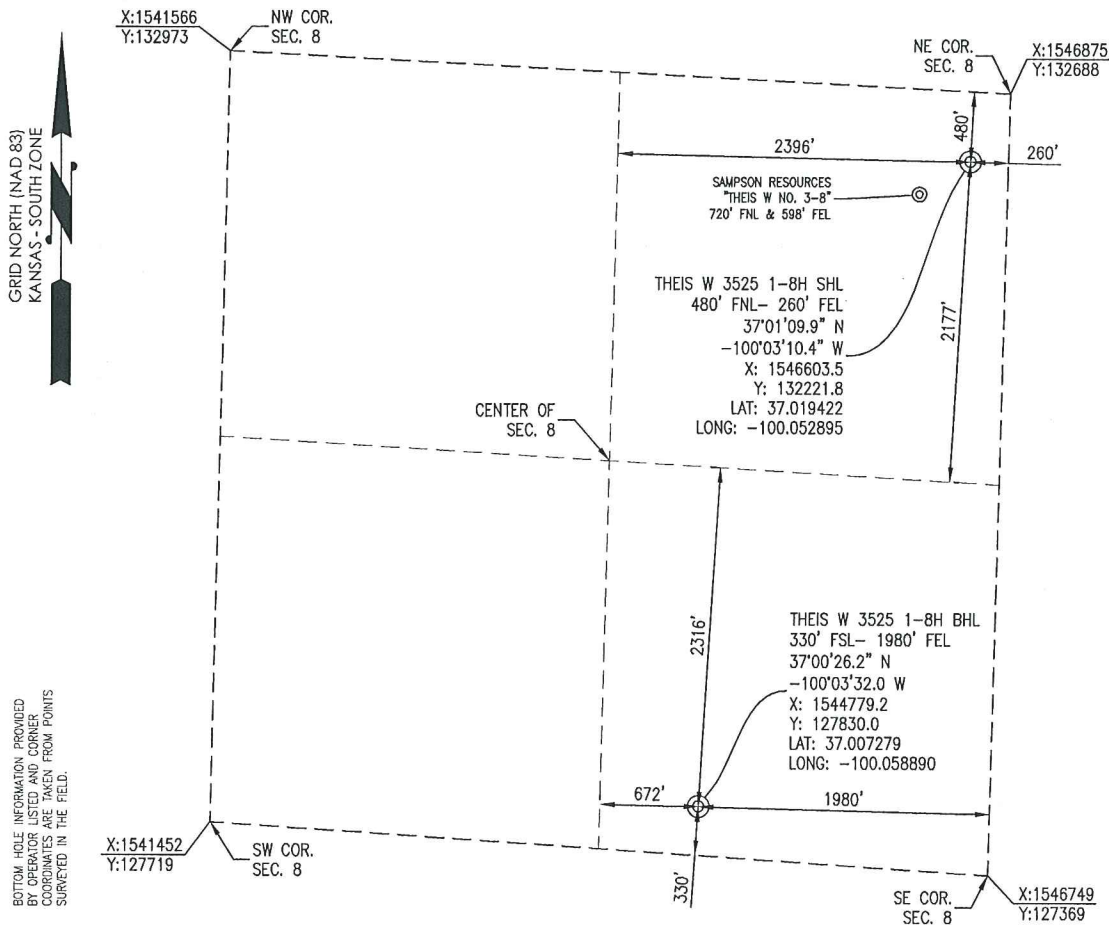 X:1541566
Y:132973
NW COR.
SEC. 8
NE COR.
SEC. 8
X:1546875
Y:132688
GRID NORTH (NAD 83)
KANSAS - SOUTH ZONE
480'
2396'
260'
SAMPSON RESOURCES
"THEIS W NO. 3-8"
720' FNL & 598' FEL
THEIS W 3525 1-8H SHL
480' FNL- 260' FEL
37°01'09.9" N
-100°03'10.4" W
X: 1546603.5
Y: 132221.8
LAT: 37.019422
LONG: -100.052895
2177'
CENTER OF
SEC. 8
2316'
THEIS W 3525 1-8H BHL
330' FSL- 1980' FEL
37°00'26.2" N
-100°03'32.0 W
X: 1544779.2
Y: 127830.0
LAT: 37.007279
LONG: -100.058890
672'
1980'
330'
BOTTOM HOLE INFORMATION PROVIDED
BY OPERATOR LISTED AND CORNER
COORDINATES ARE TAKEN FROM POINTS
SURVEYED IN THE FIELD.
X:1541452
Y:127719
SW COR.
SEC. 8
SE COR.
SEC. 8
X:1546749
Y:127369